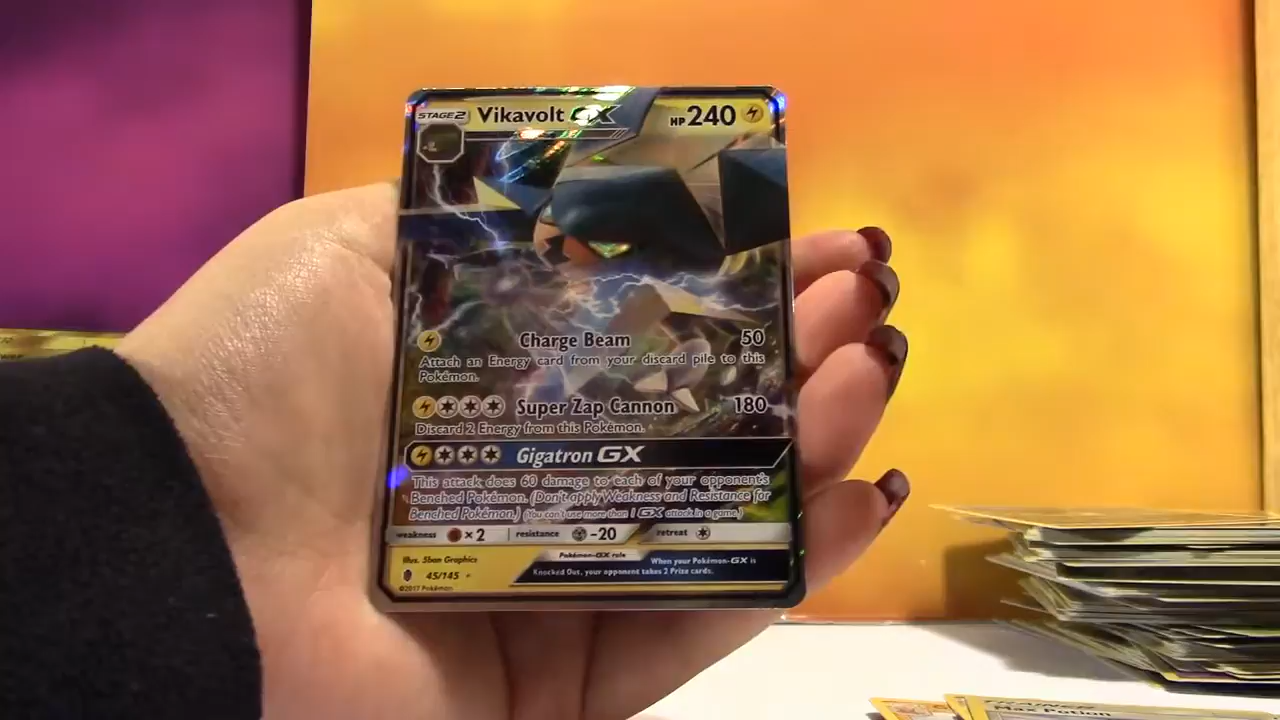 STAGE2 Vikavolt GX HP240
Charge Beam 50
Attach an Energy card from your discard pile to this
Pokémon.
Super Zap Cannon 180
Discard 2 Energy from this Pokémon.
Gigatron GX
This attack does 60 damage to each of your opponent's
Benched Pokémon. (Don't apply Weakness and Resistance for
Benched Pokémon.) (You can't use more than 1 GX attack in a game.)
weakness ×2 resistance -20 retreat
Illus. 5ban Graphics
45/145
©2017 Pokémon
Pokémon-GX rule
When your Pokémon-GX is
Knocked Out, your opponent takes 2 Prize cards.
TRAINER
Max Potion